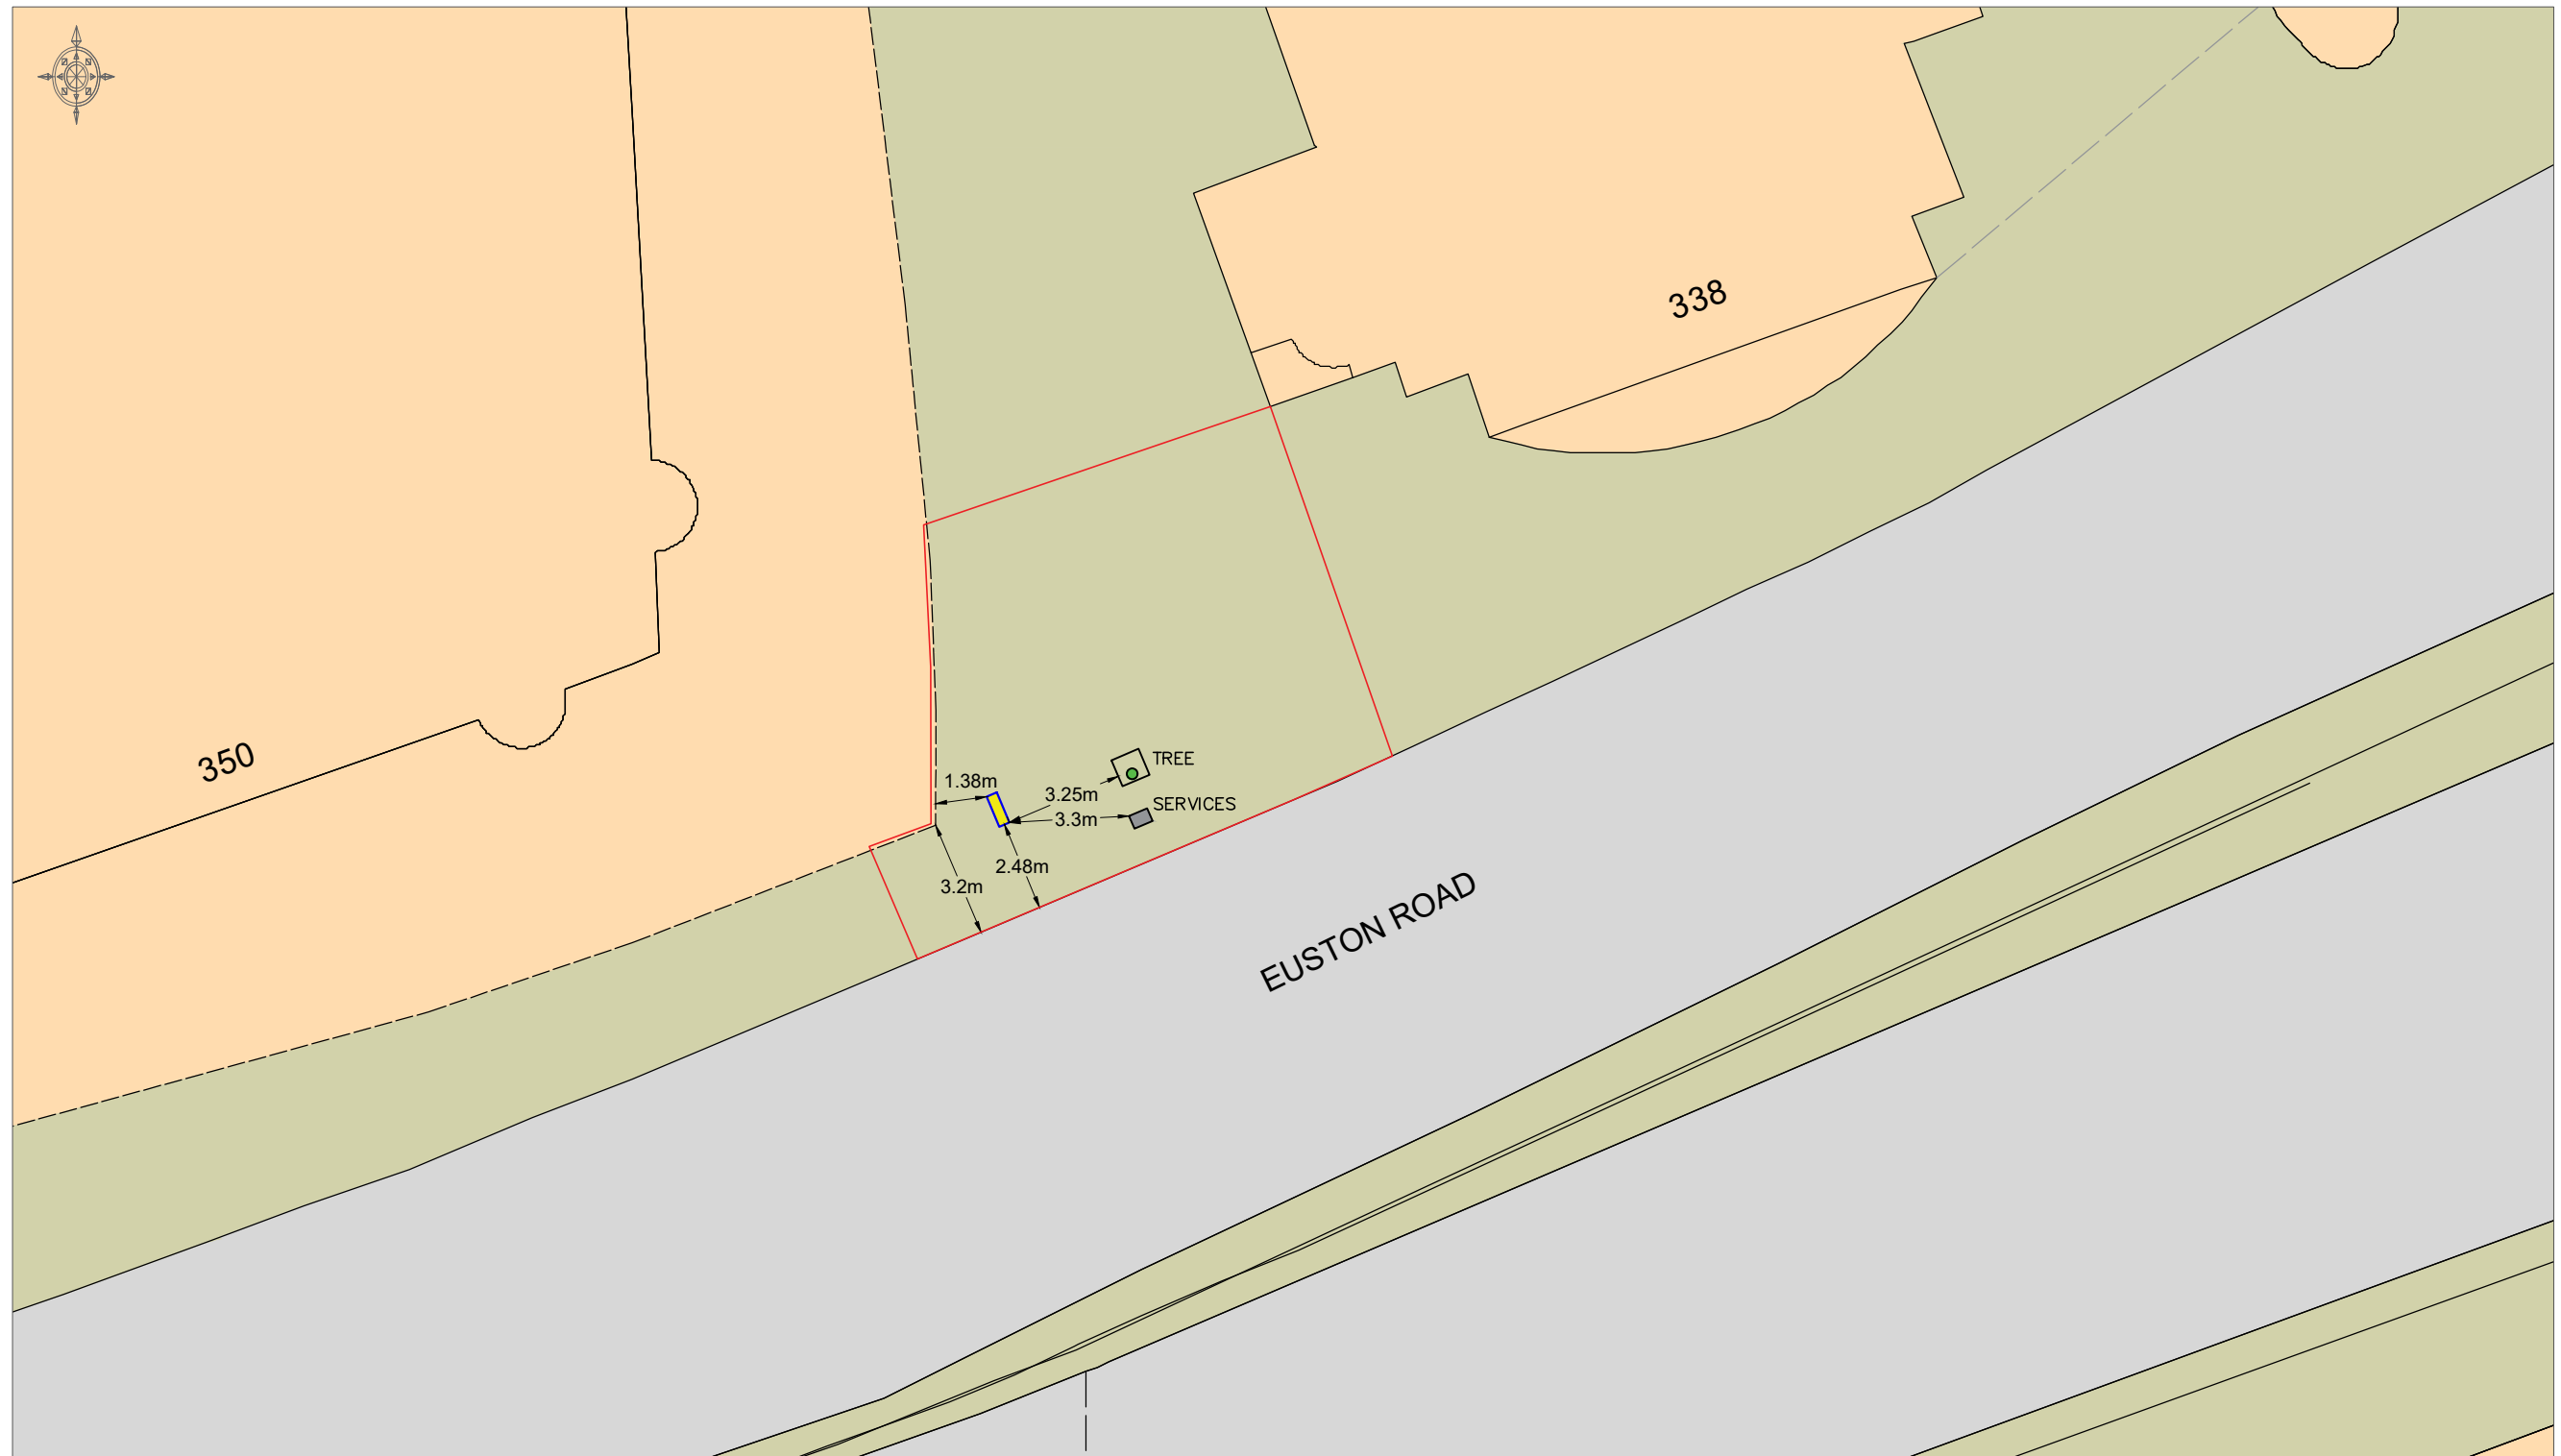 338
350
TREE
1.38m
3.25m
SERVICES
3.3m
2.48m
3.2m
EUSTON ROAD